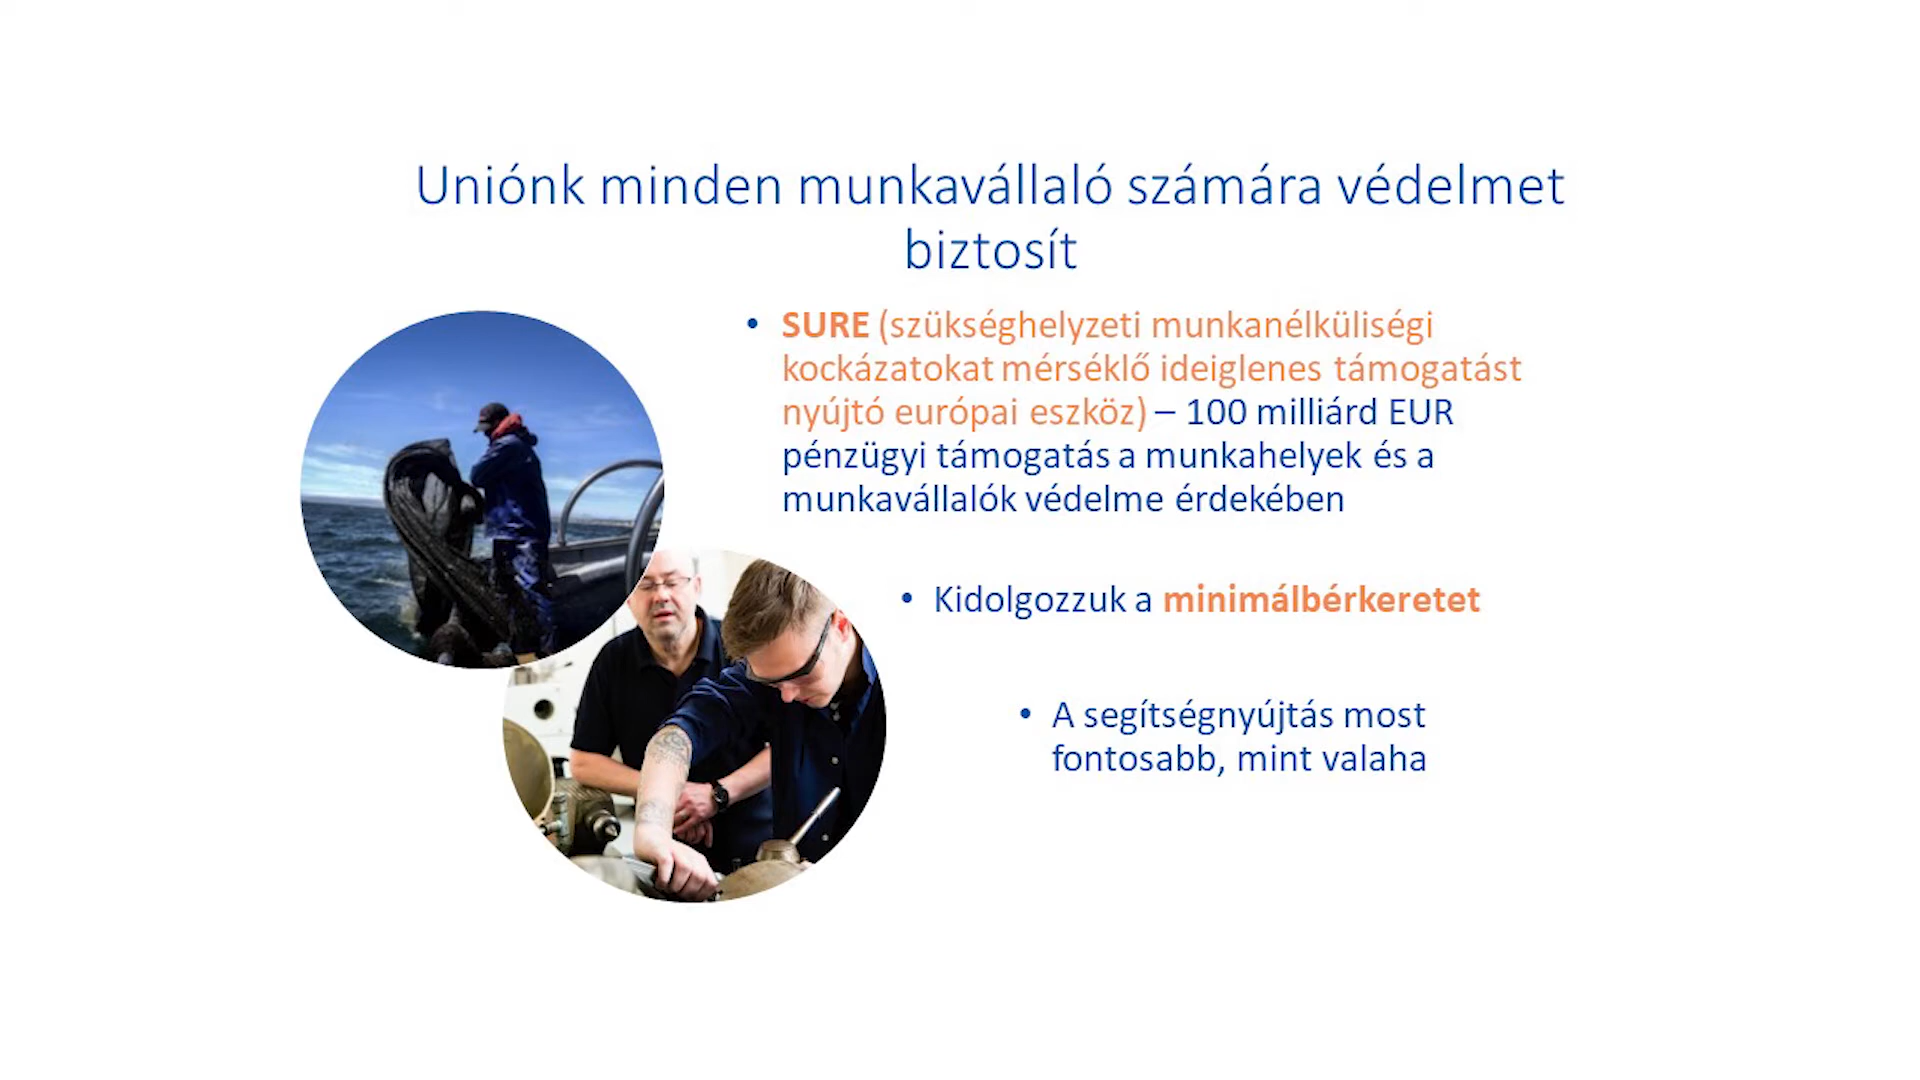 Uniónk minden munkavállaló számára védelmet
biztosít
• SURE (szükséghelyzeti munkanélküliségi
kockázatokat mérséklő ideiglenes támogatást
nyújtó európai eszköz) – 100 milliárd EUR
pénzügyi támogatás a munkahelyek és a
munkavállalók védelme érdekében
• Kidolgozzuk a minimálbérkeretet
• A segítségnyújtás most
fontosabb, mint valaha